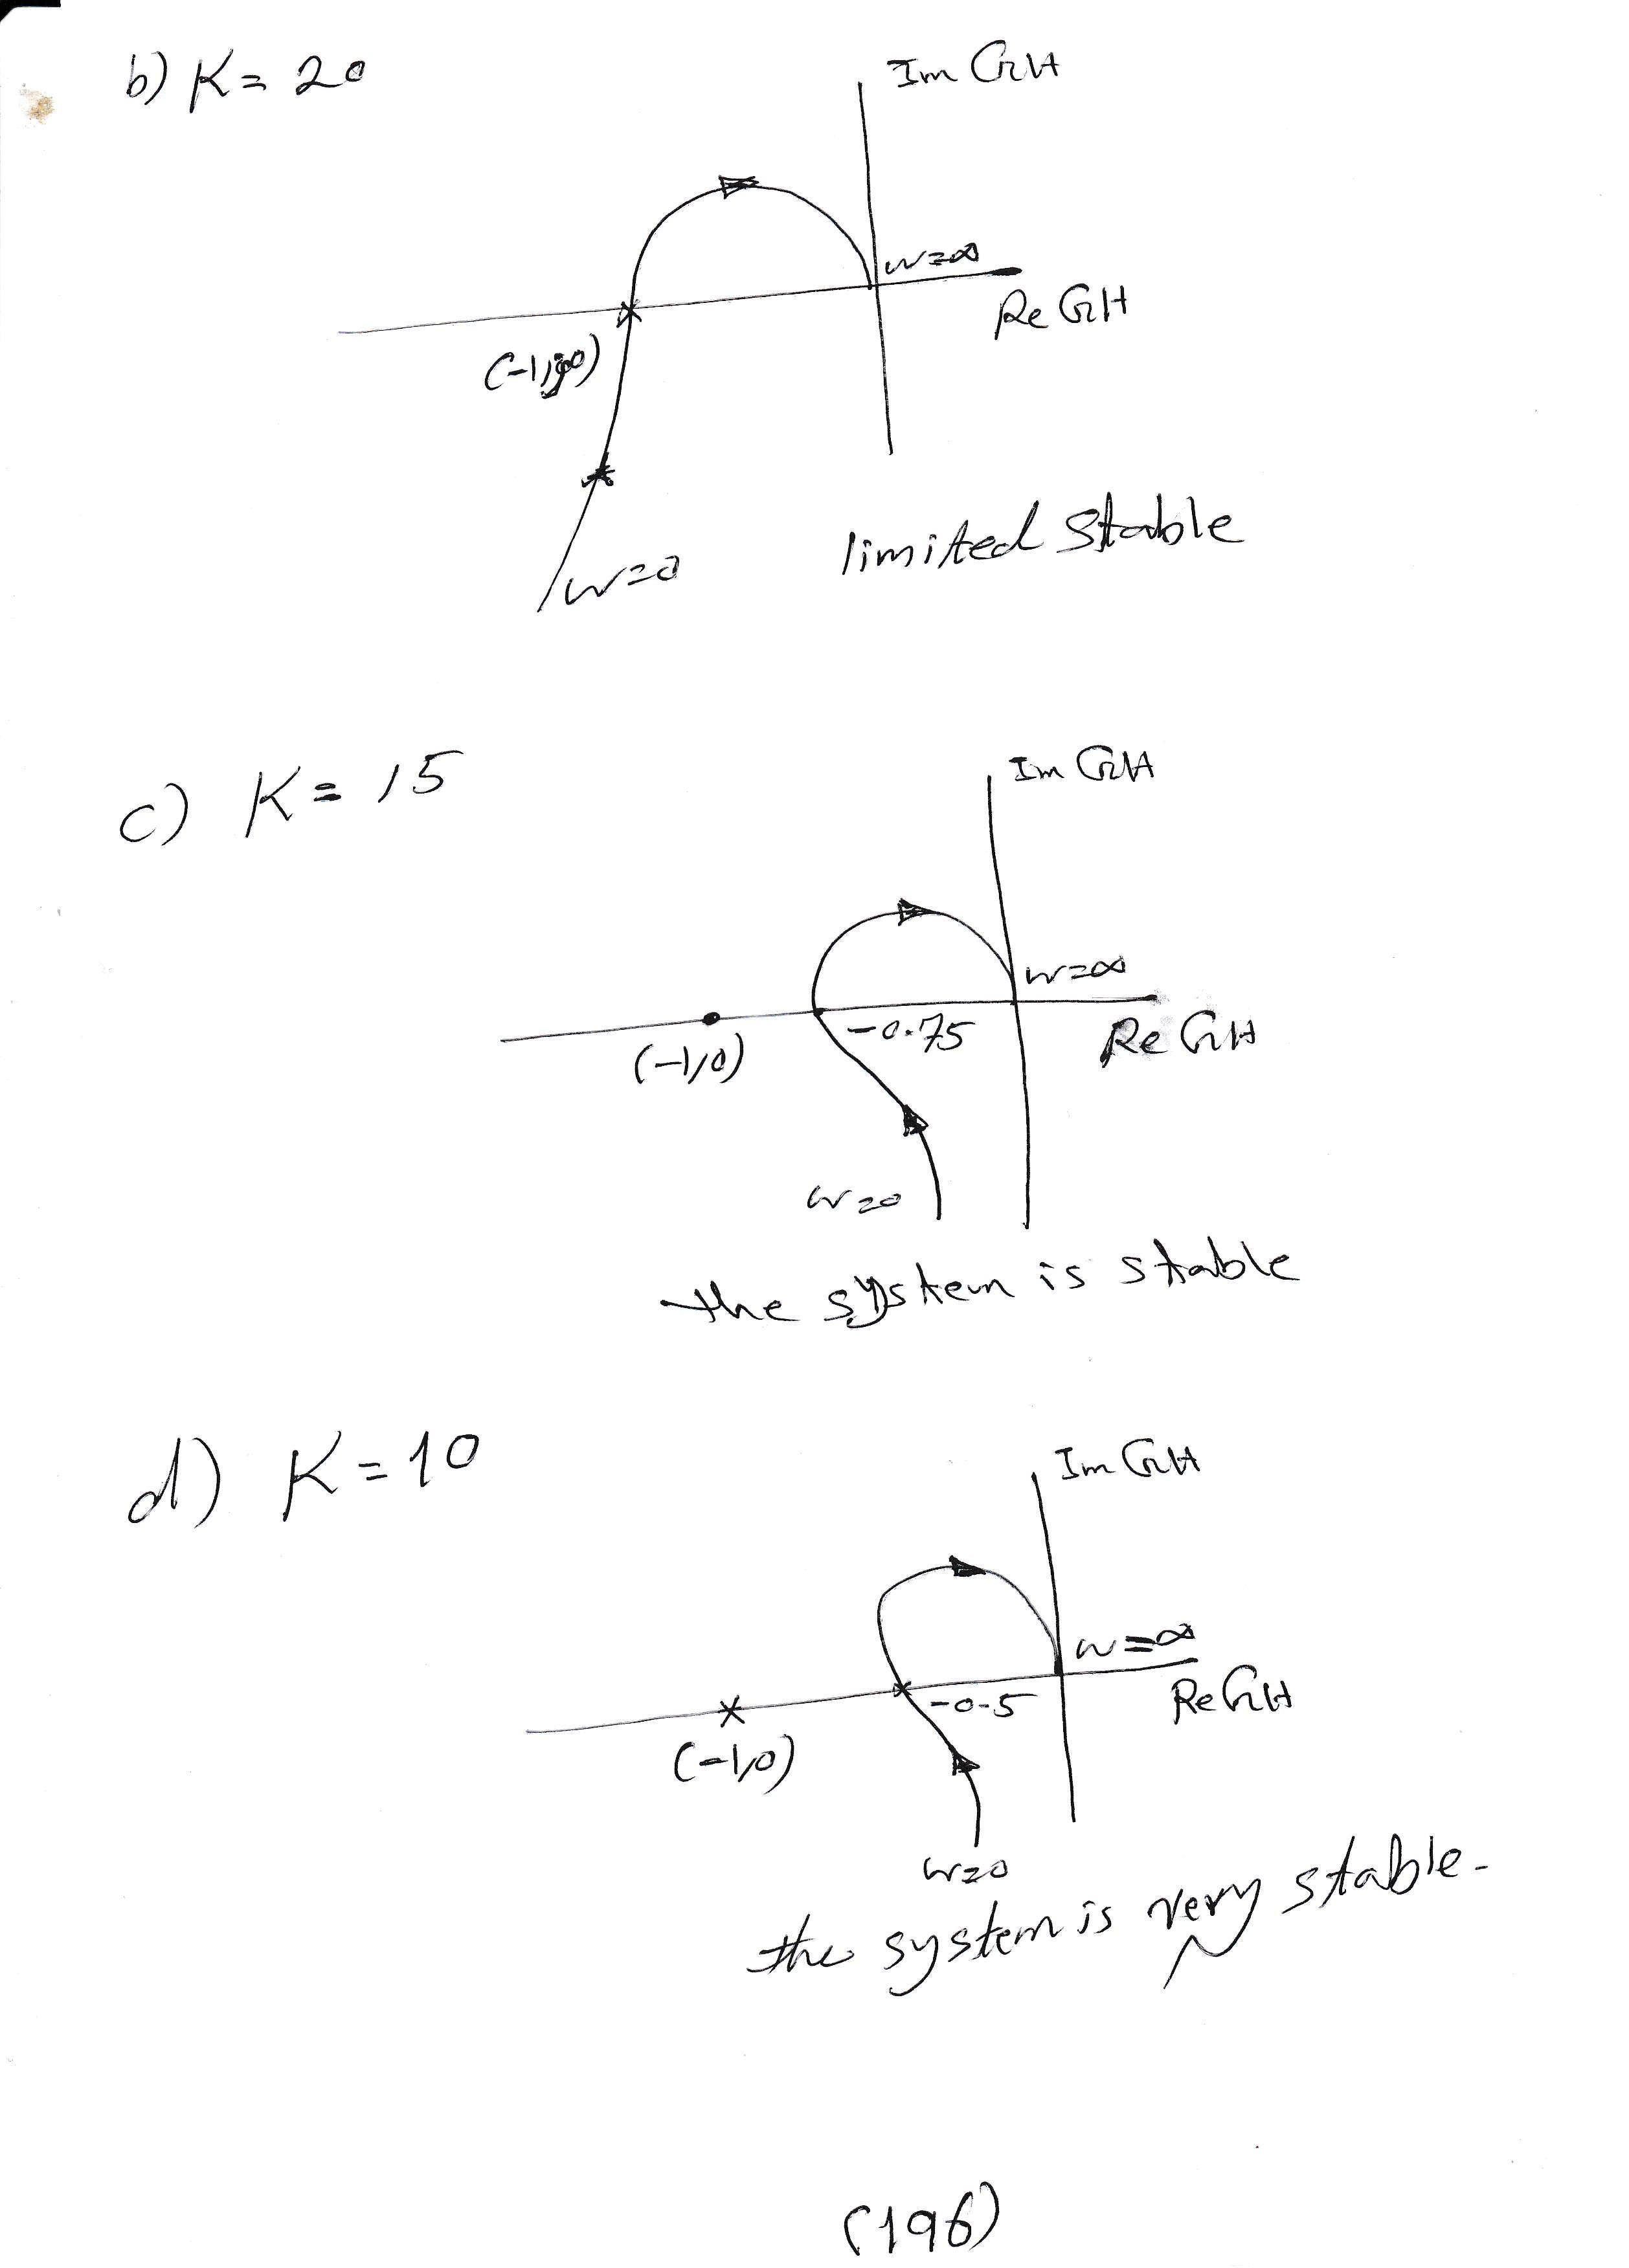 b) K= 20
Im GH
w=∞
Re GH
(-1,j0)
w=0
limited stable
c) K= 15
Im GH
w=∞
-0.75
Re GH
(-1,0)
w=0
the system is stable
d) K=10
Im GH
w=∞
-0.5
Re GH
(-1,0)
w=0
the system is very stable.
(196)